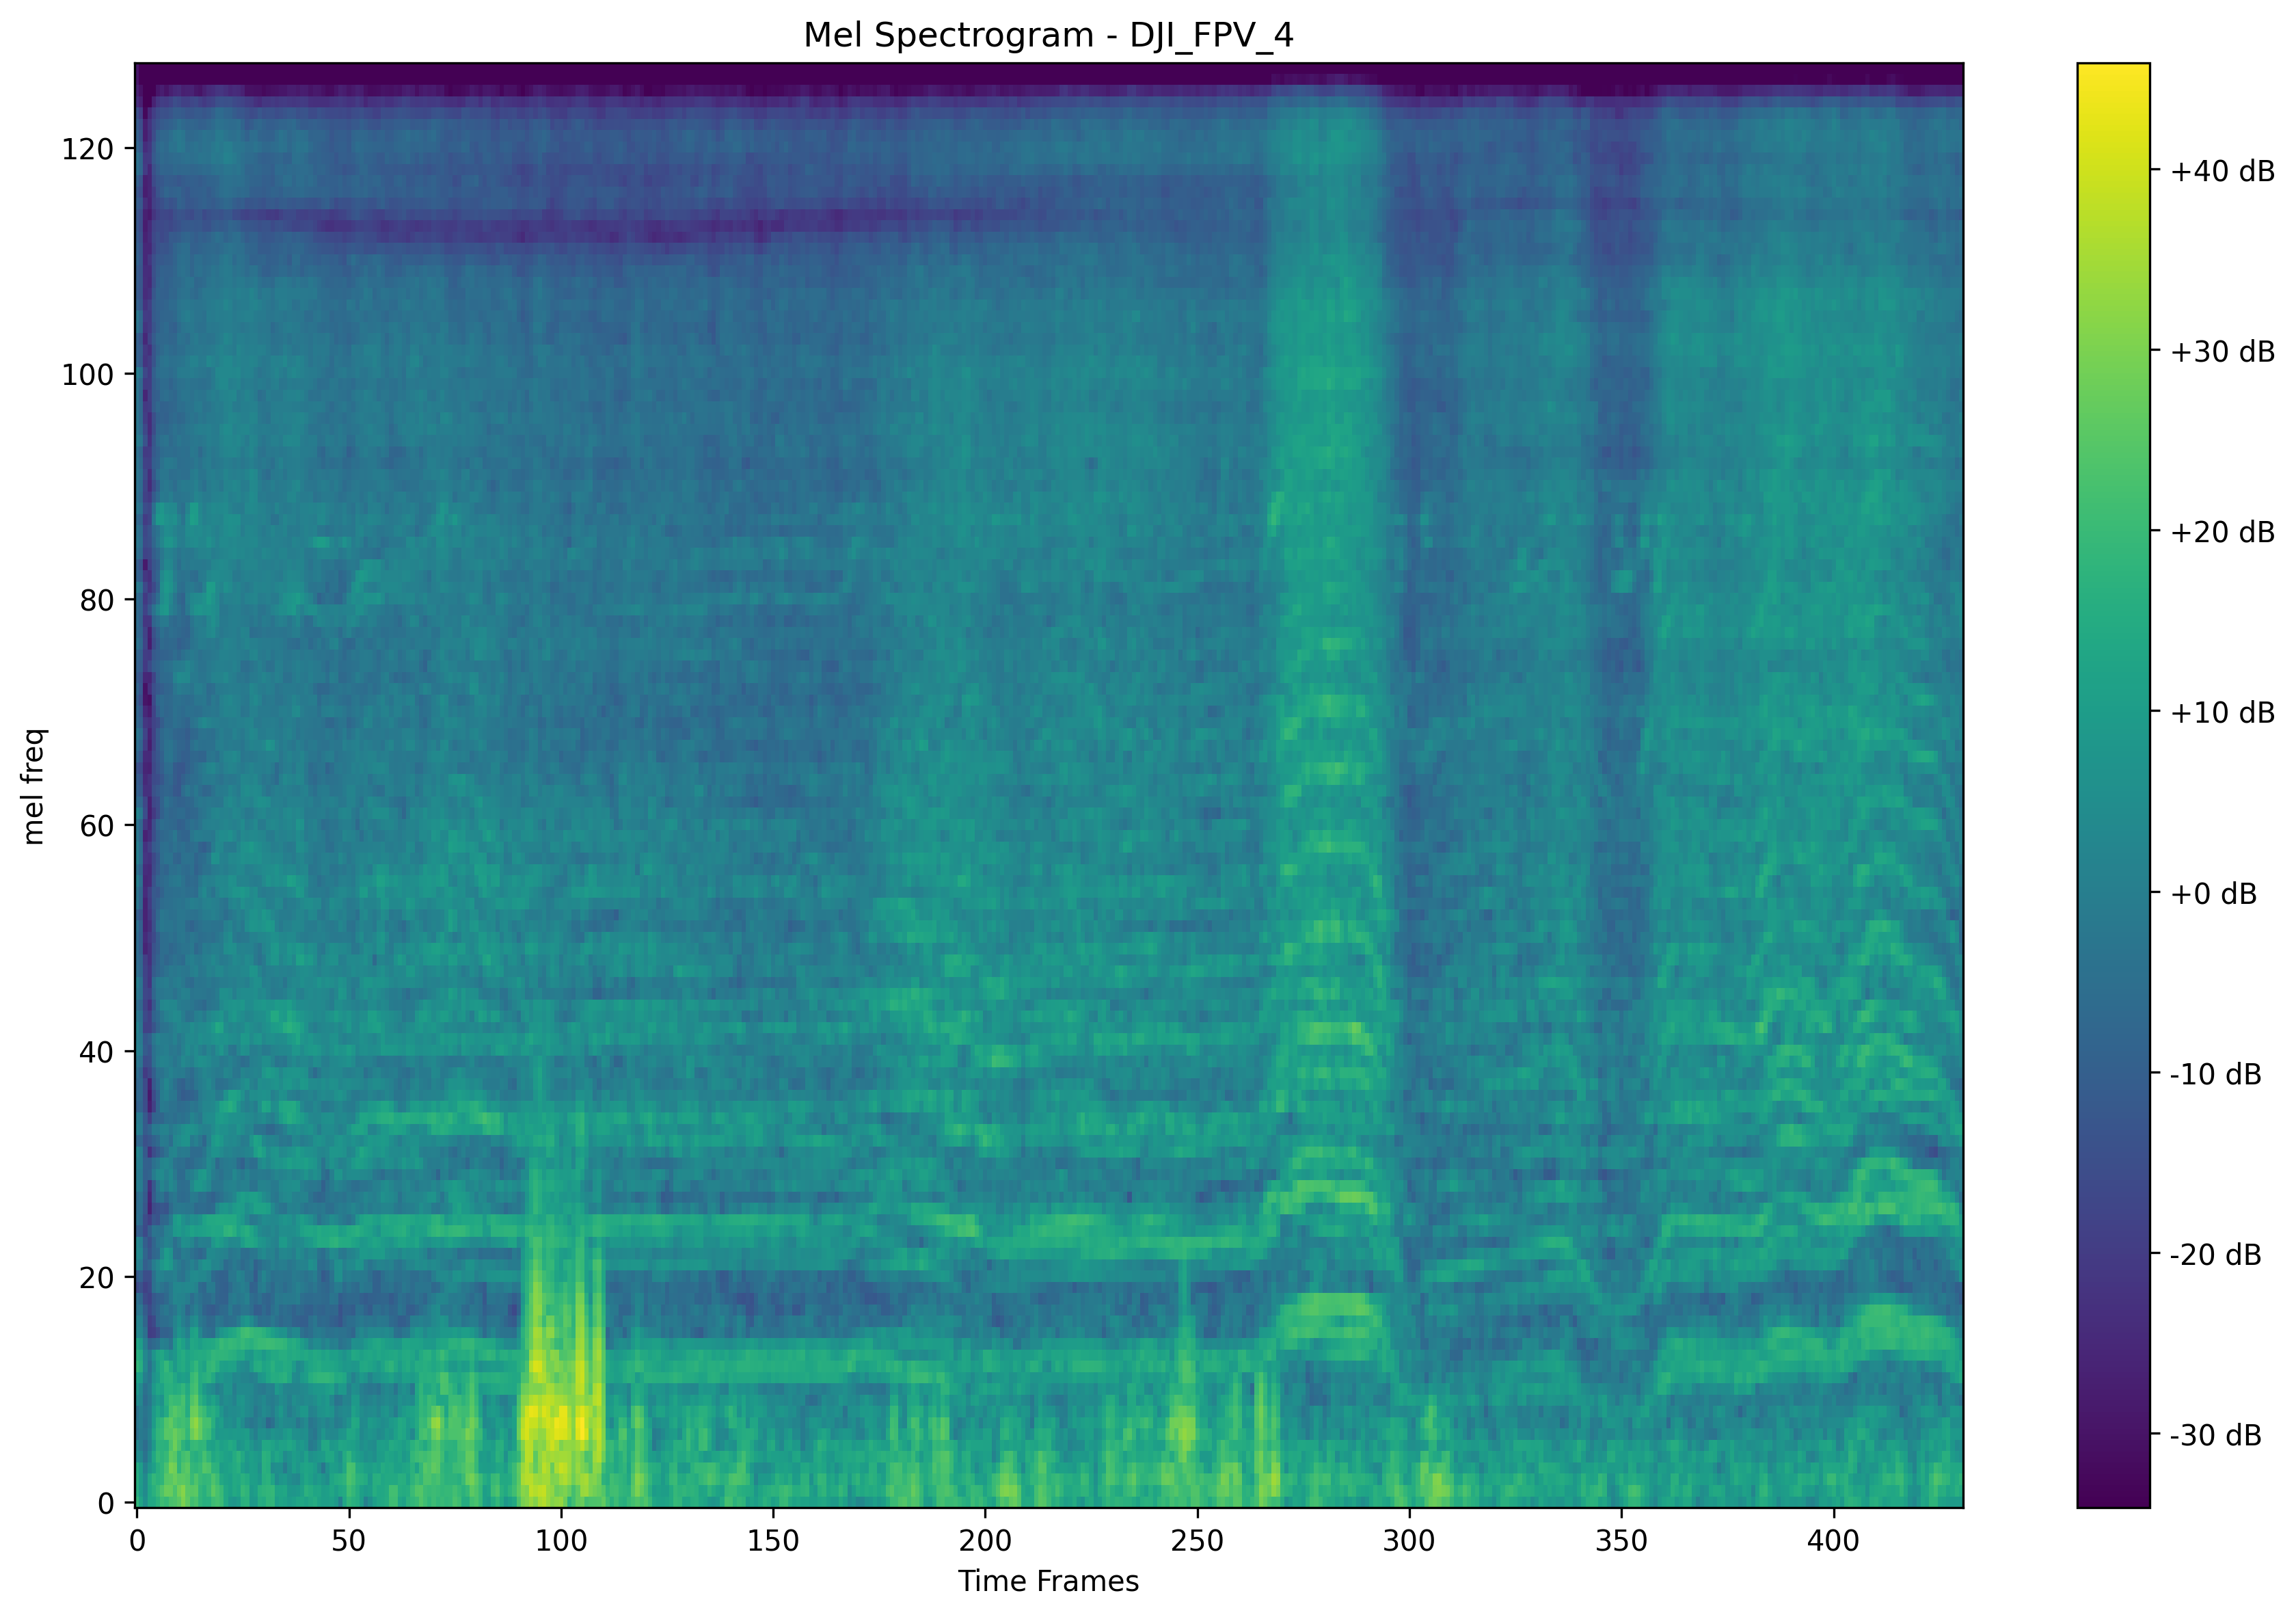 Mel Spectrogram - DJI_FPV_4
mel freq
120
100
80
60
40
20
0
0 50 100 150 200 250 300 350 400
Time Frames
+40 dB
+30 dB
+20 dB
+10 dB
+0 dB
-10 dB
-20 dB
-30 dB